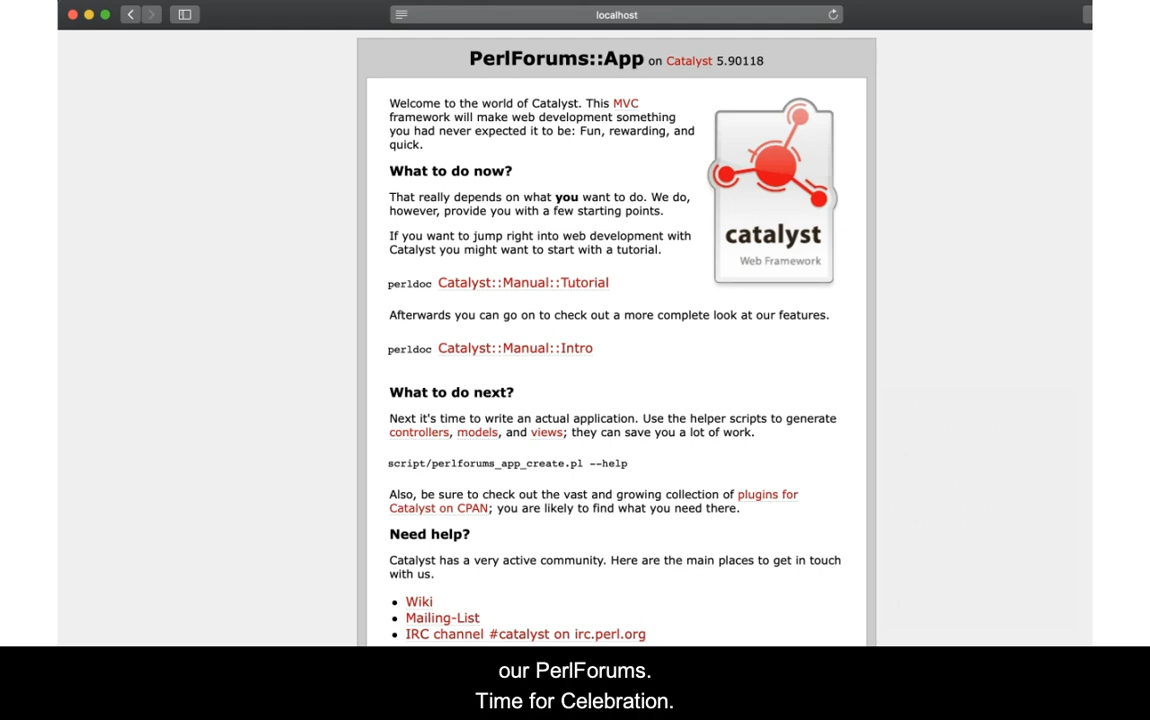 localhost
PerlForums::App on Catalyst 5.90118
Welcome to the world of Catalyst. This MVC
framework will make web development something
you had never expected it to be: Fun, rewarding, and
quick.
What to do now?
That really depends on what you want to do. We do,
however, provide you with a few starting points.
If you want to jump right into web development with
Catalyst you might want to start with a tutorial.
catalyst
Web Framework
perldoc Catalyst::Manual::Tutorial
Afterwards you can go on to check out a more complete look at our features.
perldoc Catalyst::Manual::Intro
What to do next?
Next it's time to write an actual application. Use the helper scripts to generate
controllers, models, and views; they can save you a lot of work.
script/perlforums_app_create.pl --help
Also, be sure to check out the vast and growing collection of plugins for
Catalyst on CPAN; you are likely to find what you need there.
Need help?
Catalyst has a very active community. Here are the main places to get in touch
with us.
• Wiki
• Mailing-List
• IRC channel #catalyst on irc.perl.org
our PerlForums.
Time for Celebration.